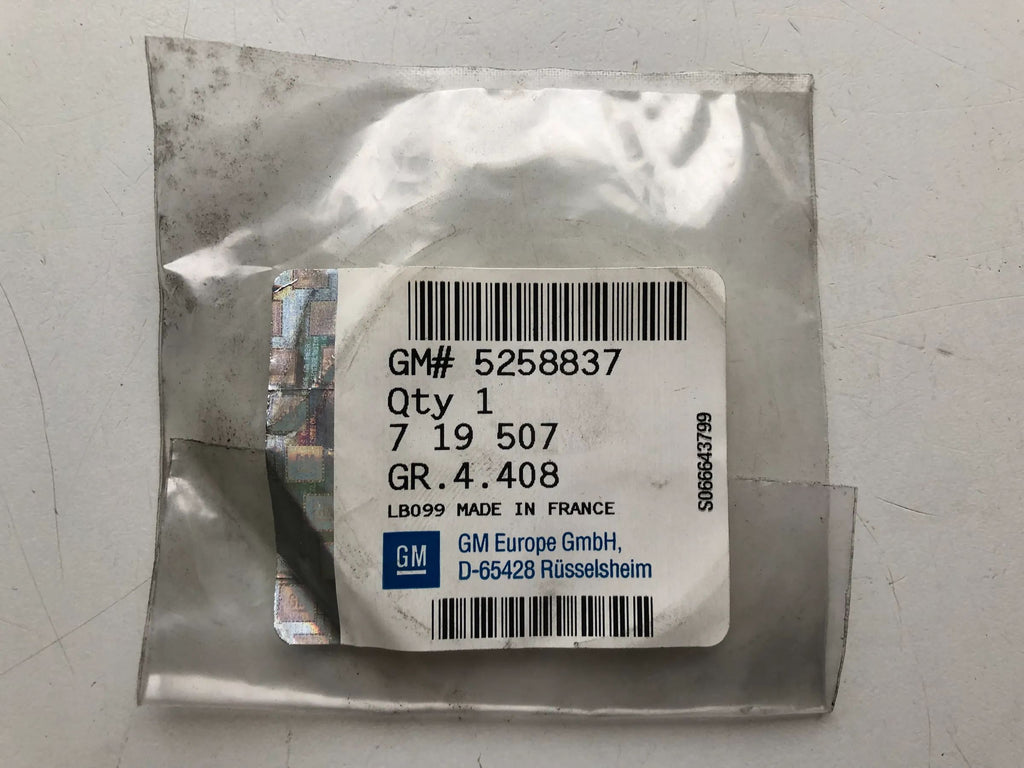 GM# 5258837
Qty 1
7 19 507
GR.4.408
LB099 MADE IN FRANCE
GM
GM Europe GmbH,
D-65428 Rüsselsheim
S066643799